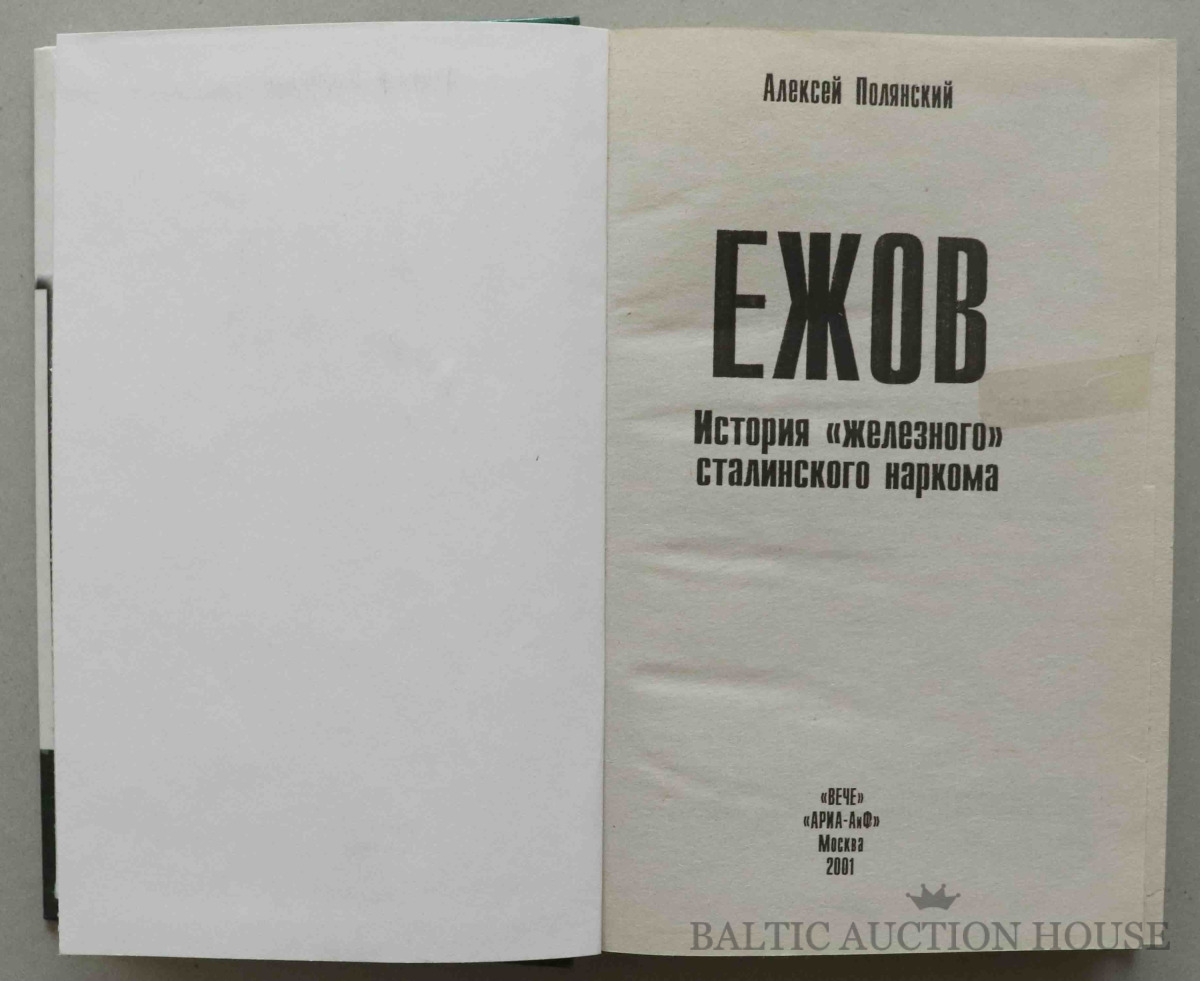 Алексей Полянский
ЕЖОВ
История «железного»
сталинского наркома
«ВЕЧЕ»
«АРИА-АиФ»
Москва
2001
BALTIC AUCTION HOUSE